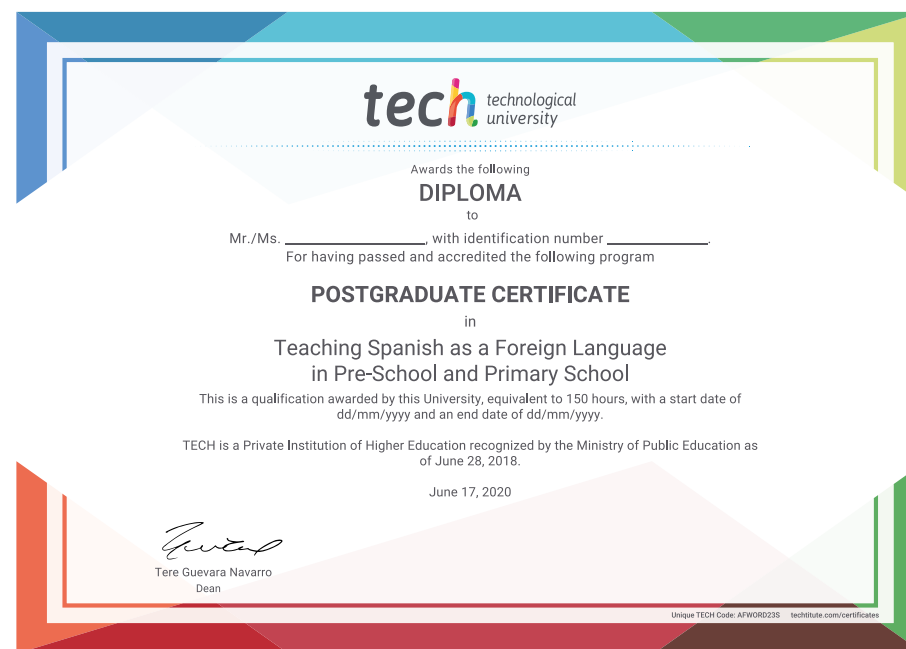 tech technological
university
Awards the following
DIPLOMA
to
Mr./Ms. ____________________, with identification number ______________.
For having passed and accredited the following program
POSTGRADUATE CERTIFICATE
in
Teaching Spanish as a Foreign Language
in Pre-School and Primary School
This is a qualification awarded by this University, equivalent to 150 hours, with a start date of
dd/mm/yyyy and an end date of dd/mm/yyyy.
TECH is a Private Institution of Higher Education recognized by the Ministry of Public Education as
of June 28, 2018.
June 17, 2020
Tere Guevara Navarro
Dean
Unique TECH Code: AFWORD23S techtitute.com/certificates